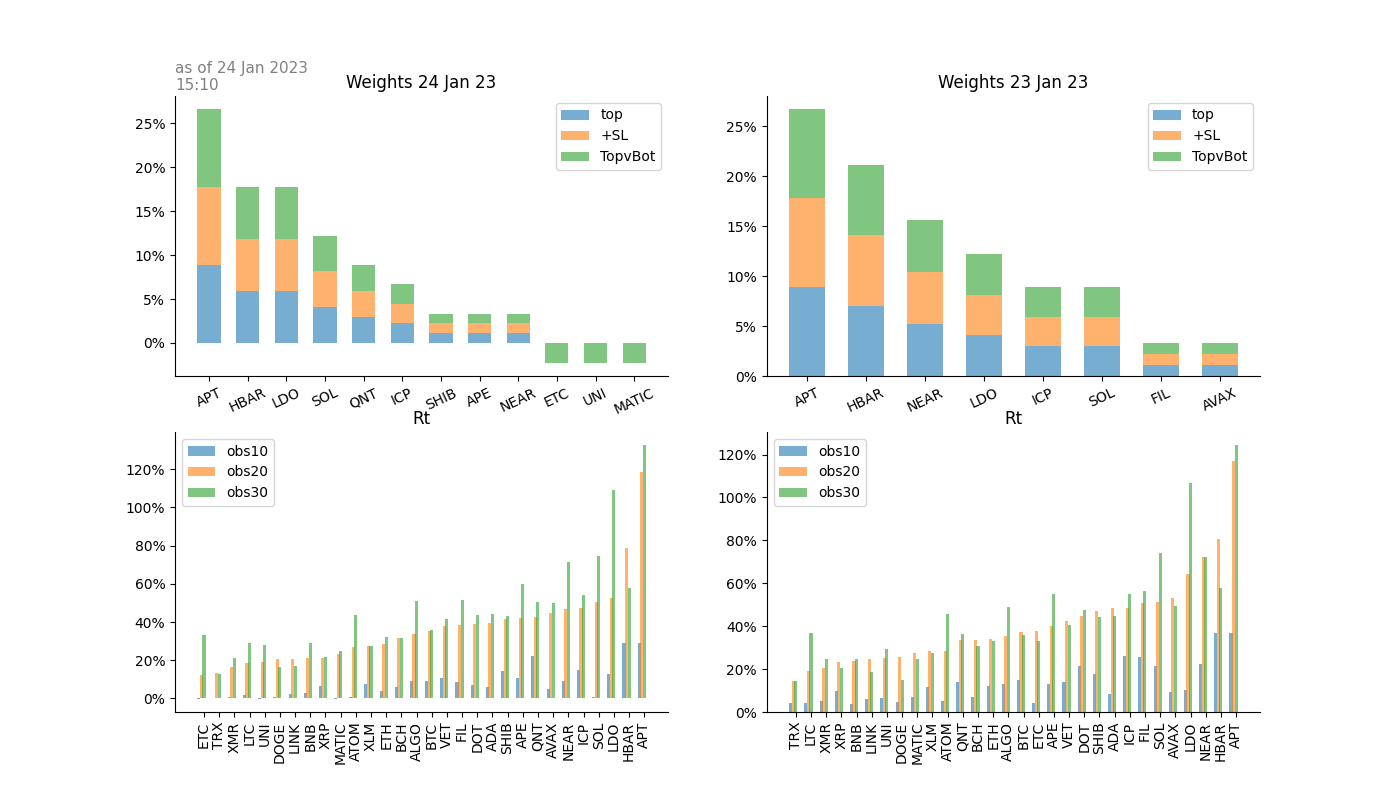 as of 24 Jan 2023
15:10
Weights 24 Jan 23
25%
20%
15%
10%
5%
0%
top
+SL
TopvBot
APT HBAR LDO SOL QNT ICP SHIB APE NEAR ETC UNI MATIC
Weights 23 Jan 23
25%
20%
15%
10%
5%
0%
top
+SL
TopvBot
APT HBAR NEAR LDO ICP SOL FIL AVAX
Rt
120%
100%
80%
60%
40%
20%
0%
obs10
obs20
obs30
ETC TRX XMR LTC UNI DOGE LINK BNB XRP MATIC ATOM XLM ETH BCH ALGO BTC VET FIL DOT ADA SHIB APE QNT AVAX NEAR ICP SOL LDO HBAR APT
Rt
120%
100%
80%
60%
40%
20%
0%
obs10
obs20
obs30
TRX LTC XMR XRP BNB LINK UNI DOGE MATIC XLM ATOM QNT BCH ETH ALGO BTC ETC APE VET DOT SHIB ADA ICP FIL SOL AVAX LDO NEAR HBAR APT